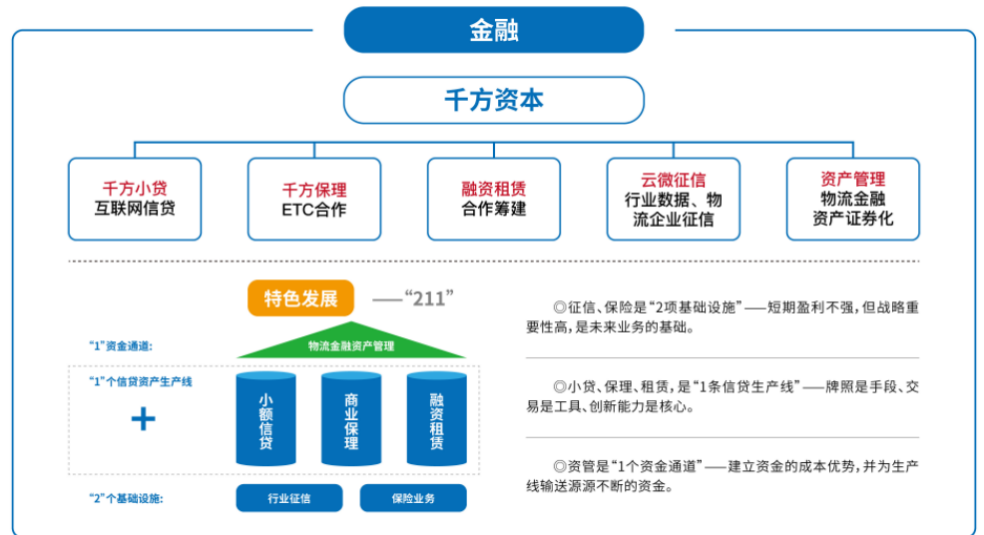 金融
千方资本
千方小贷
互联网信贷
千方保理
ETC合作
融资租赁
合作筹建
云微征信
行业数据、物
流企业征信
资产管理
物流金融
资产证券化
特色发展
——“211”
“1”资金通道:
物流金融资产管理
“1”个信贷资产生产线
+
小额信贷
商业保理
融资租赁
“2”个基础设施:
行业征信
保险业务
◎征信、保险是“2项基础设施”——短期盈利不强，但战略重
要性高，是未来业务的基础。
◎小贷、保理、租赁，是“1条信贷生产线”——牌照是手段、交
易是工具、创新能力是核心。
◎资管是“1个资金通道”——建立资金的成本优势，并为生产
线输送源源不断的资金。